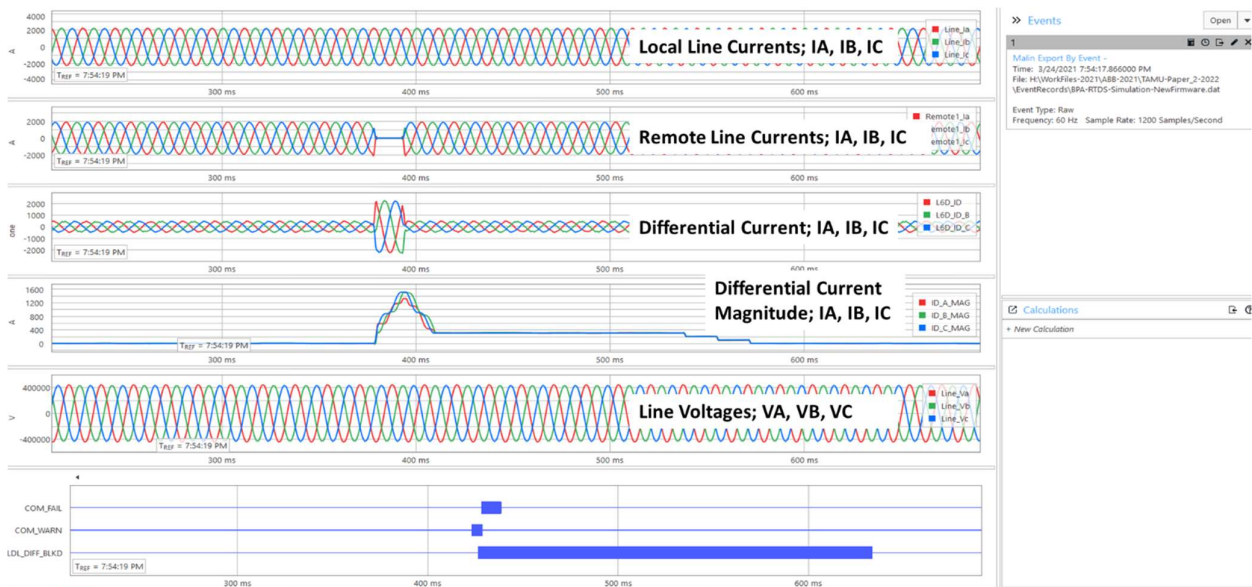 4000
2000
0
-2000
-4000
A
Line_Ia
Line_Ib
Line_Ic
Local Line Currents; IA, IB, IC
TREF = 7:54:19 PM
300 ms
400 ms
500 ms
600 ms
2000
0
-2000
A
Remote1_Ia
emote1_Ib
emote1_Ic
Remote Line Currents; IA, IB, IC
TREF = 7:54:19 PM
300 ms
400 ms
500 ms
600 ms
2000
1000
0
-1000
-2000
one
L6D_ID
L6D_ID_B
L6D_ID_C
Differential Current; IA, IB, IC
TREF = 7:54:19 PM
300 ms
400 ms
500 ms
600 ms
1600
1200
800
400
0
A
Differential Current
Magnitude; IA, IB, IC
ID_A_MAG
ID_B_MAG
ID_C_MAG
TREF = 7:54:19 PM
300 ms
400 ms
500 ms
600 ms
400000
0
-400000
V
Line_Va
Line_Vb
Line_Vc
Line Voltages; VA, VB, VC
TREF = 7:54:19 PM
300 ms
400 ms
500 ms
600 ms
COM_FAIL
COM_WARN
LDL_DIFF_BLKD
TREF = 7:54:19 PM
300 ms
400 ms
500 ms
600 ms
Events
Open
1
Malin Export By Event -
Time: 3/24/2021 7:54:17.866000 PM
File: H:\WorkFiles-2021\ABB-2021\TAMU-Paper_2-2022
\EventRecords\BPA-RTDS-Simulation-NewFirmware.dat
Event Type: Raw
Frequency: 60 Hz Sample Rate: 1200 Samples/Second
Calculations
+ New Calculation